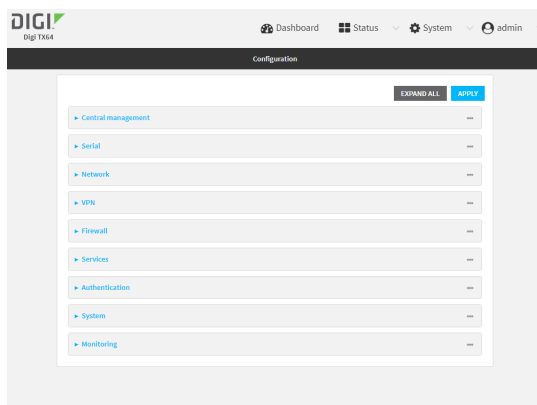 DIGI
Digi TX64
Dashboard
Status
System
admin
Configuration
EXPAND ALL
APPLY
Central management
Serial
Network
VPN
Firewall
Services
Authentication
System
Monitoring